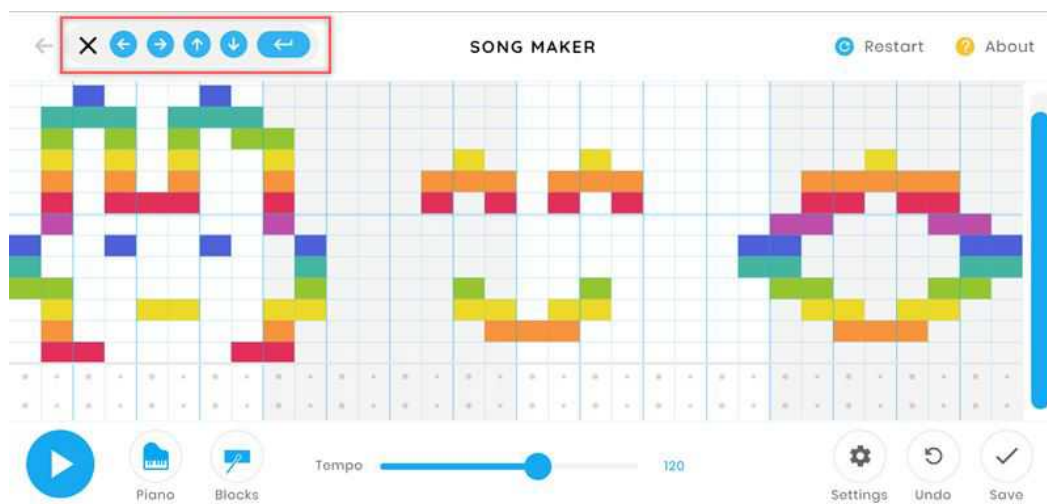 SONG MAKER
Restart
About
Tempo
120
Piano
Blocks
Settings
Undo
Save